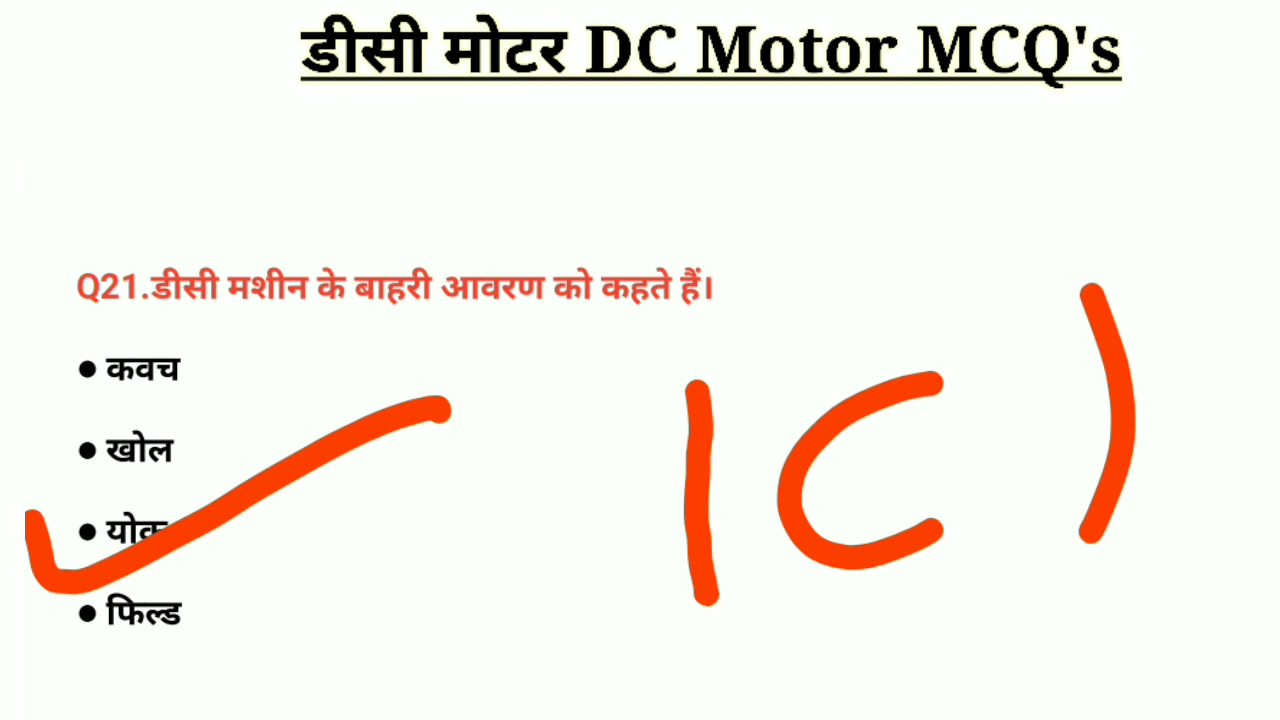 डीसी मोटर DC Motor MCQ's
Q21.डीसी मशीन के बाहरी आवरण को कहते हैं।
● कवच
● खोल
● योक
● फिल्ड
(C)